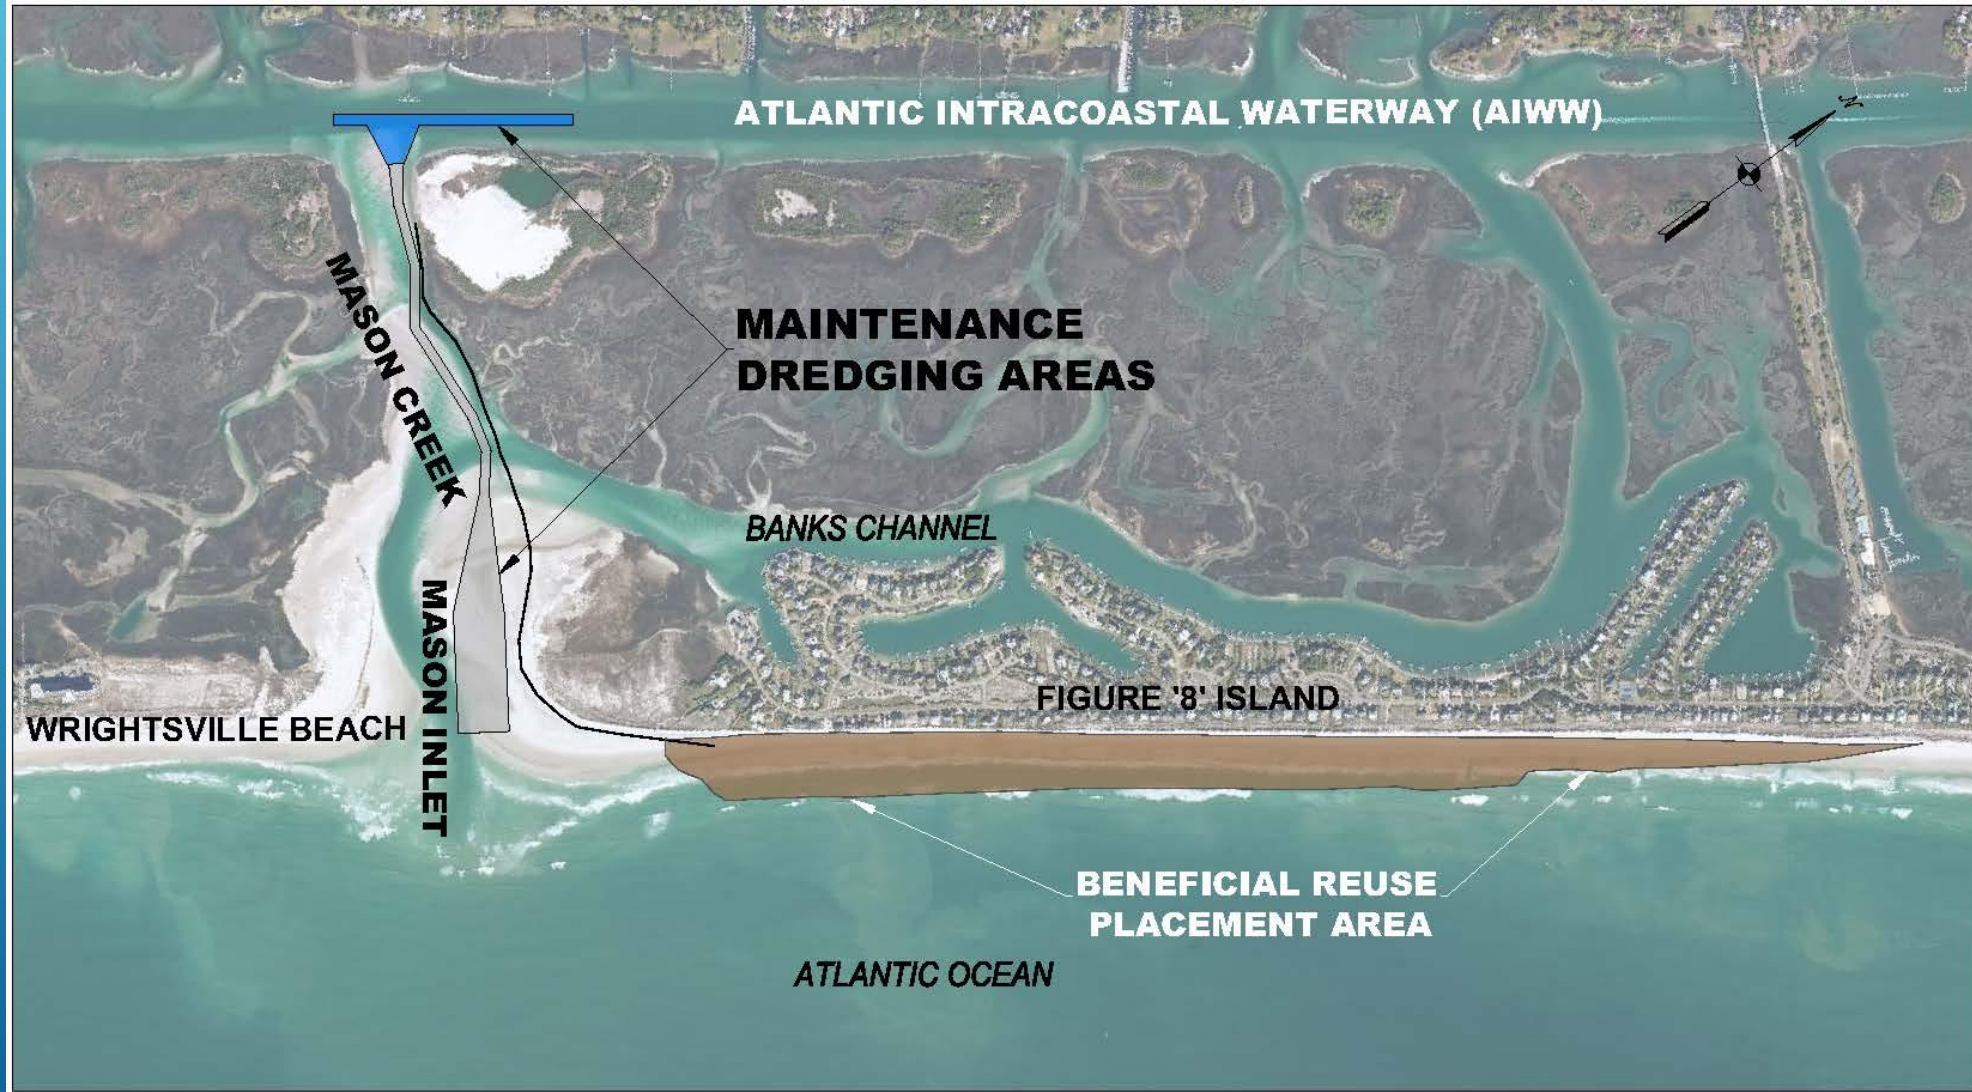 ATLANTIC INTRACOASTAL WATERWAY (AIWW)
N
MASON CREEK
MAINTENANCE
DREDGING AREAS
BANKS CHANNEL
MASON INLET
FIGURE '8' ISLAND
WRIGHTSVILLE BEACH
BENEFICIAL REUSE
PLACEMENT AREA
ATLANTIC OCEAN